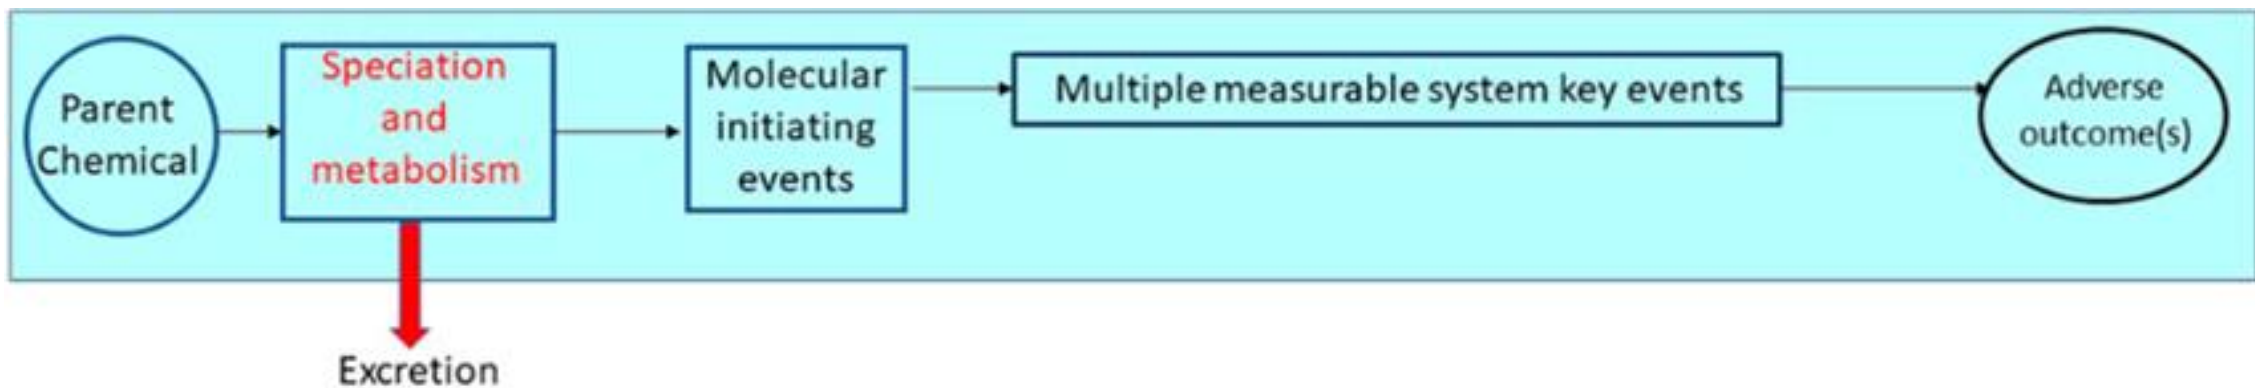 Parent
Chemical
Speciation
and
metabolism
Molecular
initiating
events
Multiple measurable system key events
Adverse
outcome(s)
Excretion